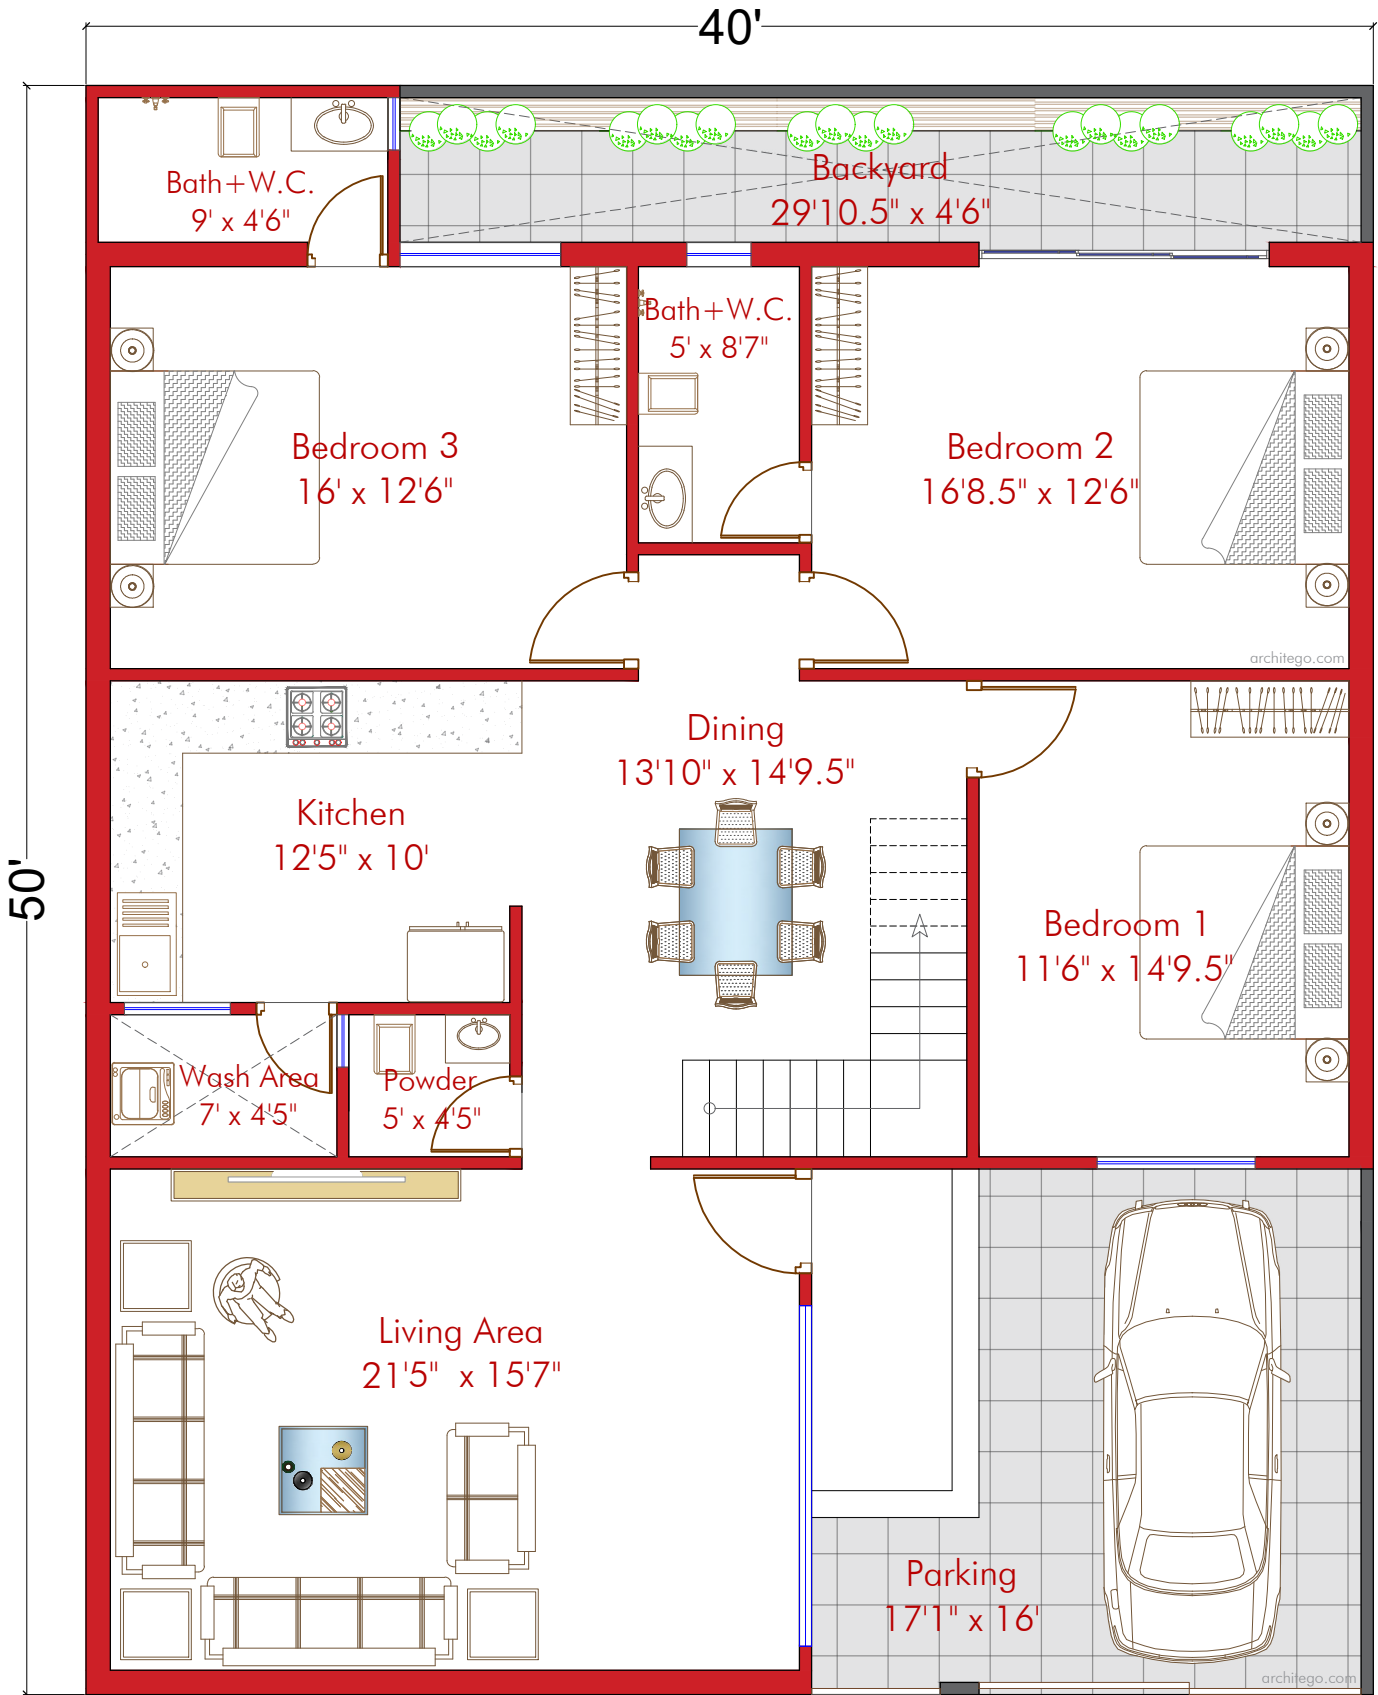 40'
50'
Bath+W.C.
9' x 4'6"
Backyard
29'10.5" x 4'6"
Bath+W.C.
5' x 8'7"
Bedroom 3
16' x 12'6"
Bedroom 2
16'8.5" x 12'6"
architego.com
Dining
13'10" x 14'9.5"
Kitchen
12'5" x 10'
Bedroom 1
11'6" x 14'9.5"
Wash Area
7' x 4'5"
Powder
5' x 4'5"
Living Area
21'5" x 15'7"
Parking
17'1" x 16'
architego.com